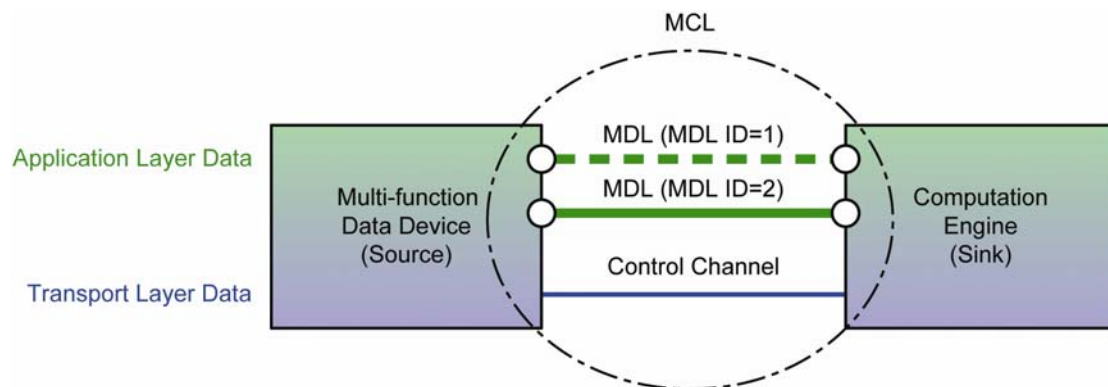 MCL
Application Layer Data
MDL (MDL ID=1)
Multi-function
Data Device
(Source)
MDL (MDL ID=2)
Computation
Engine
(Sink)
Transport Layer Data
Control Channel